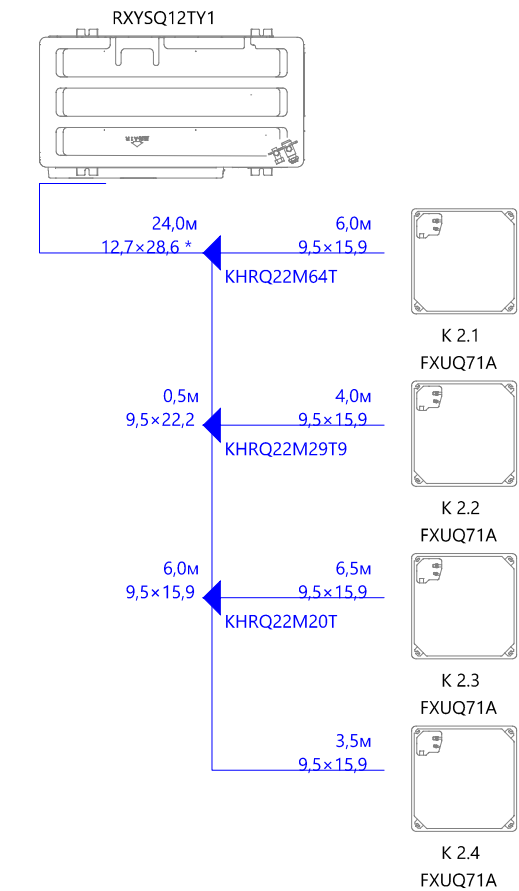 RXYSQ12TY1
24,0м
12,7×28,6 *
6,0м
9,5×15,9
KHRQ22M64T
K 2.1
FXUQ71A
0,5м
9,5×22,2
4,0м
9,5×15,9
KHRQ22M29T9
K 2.2
FXUQ71A
6,0м
9,5×15,9
6,5м
9,5×15,9
KHRQ22M20T
K 2.3
FXUQ71A
3,5м
9,5×15,9
K 2.4
FXUQ71A